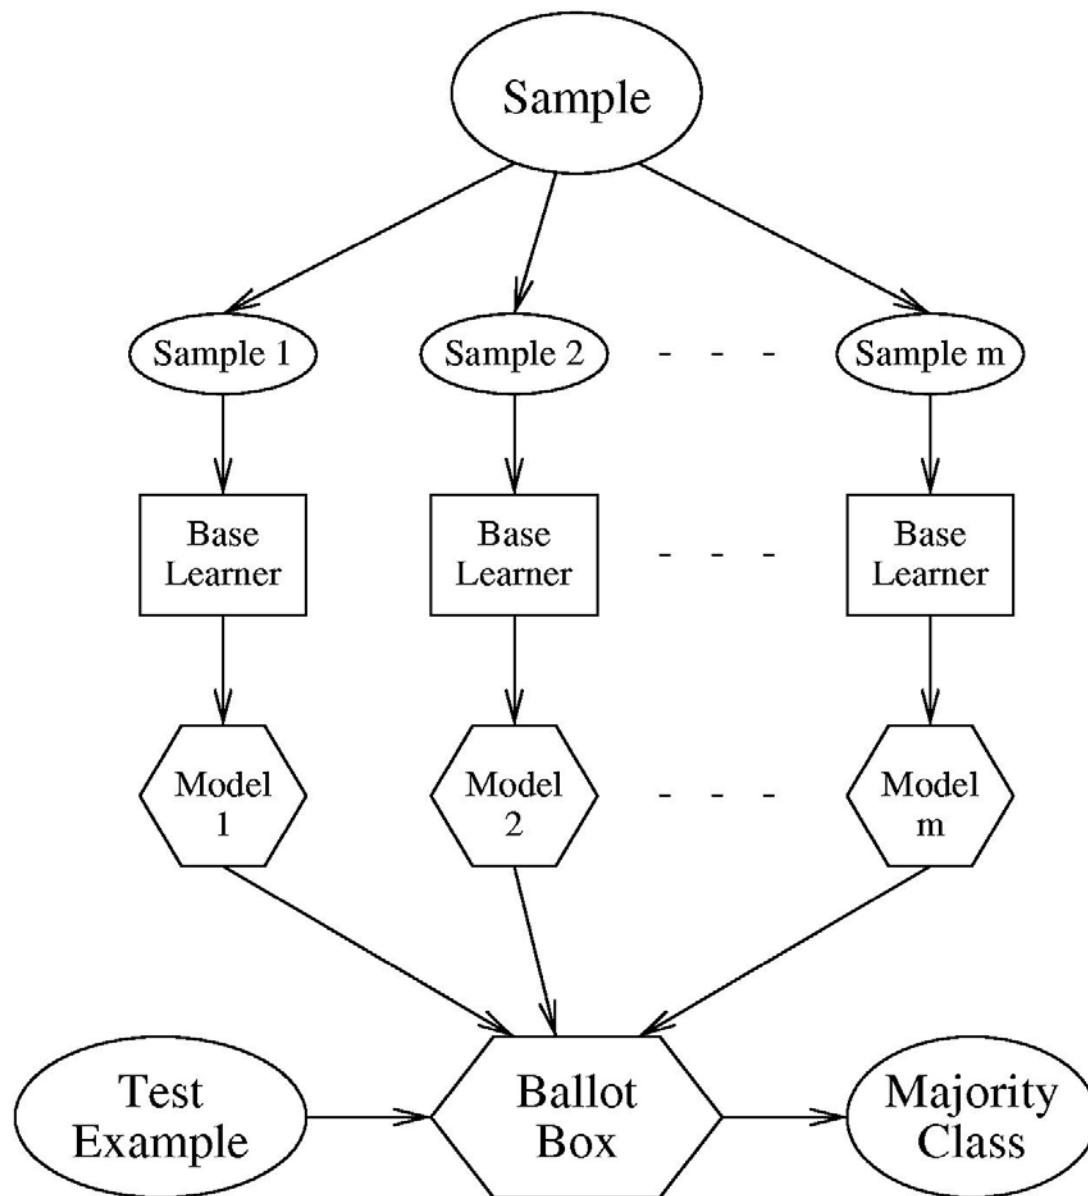 Sample
Sample 1
Sample 2
- - -
Sample m
Base
Learner
Base
Learner
- - -
Base
Learner
Model
1
Model
2
- - -
Model
m
Test
Example
Ballot
Box
Majority
Class